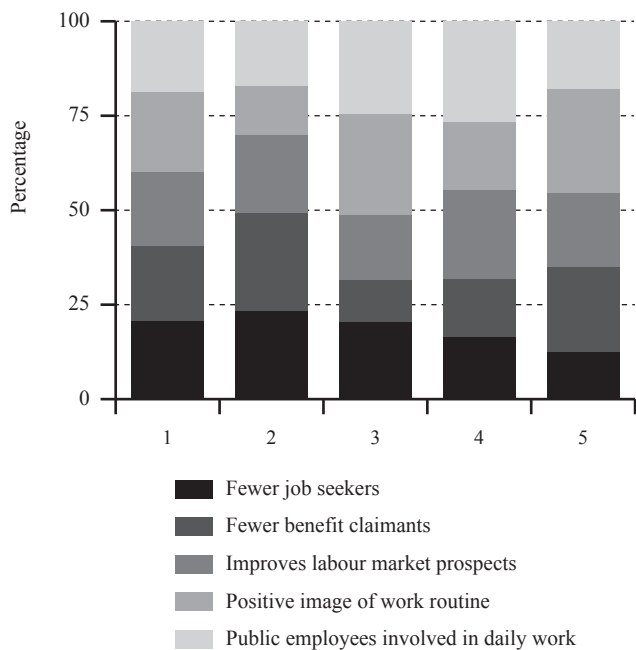 100
75
50
25
0
Percentage
1 2 3 4 5
Fewer job seekers
Fewer benefit claimants
Improves labour market prospects
Positive image of work routine
Public employees involved in daily work